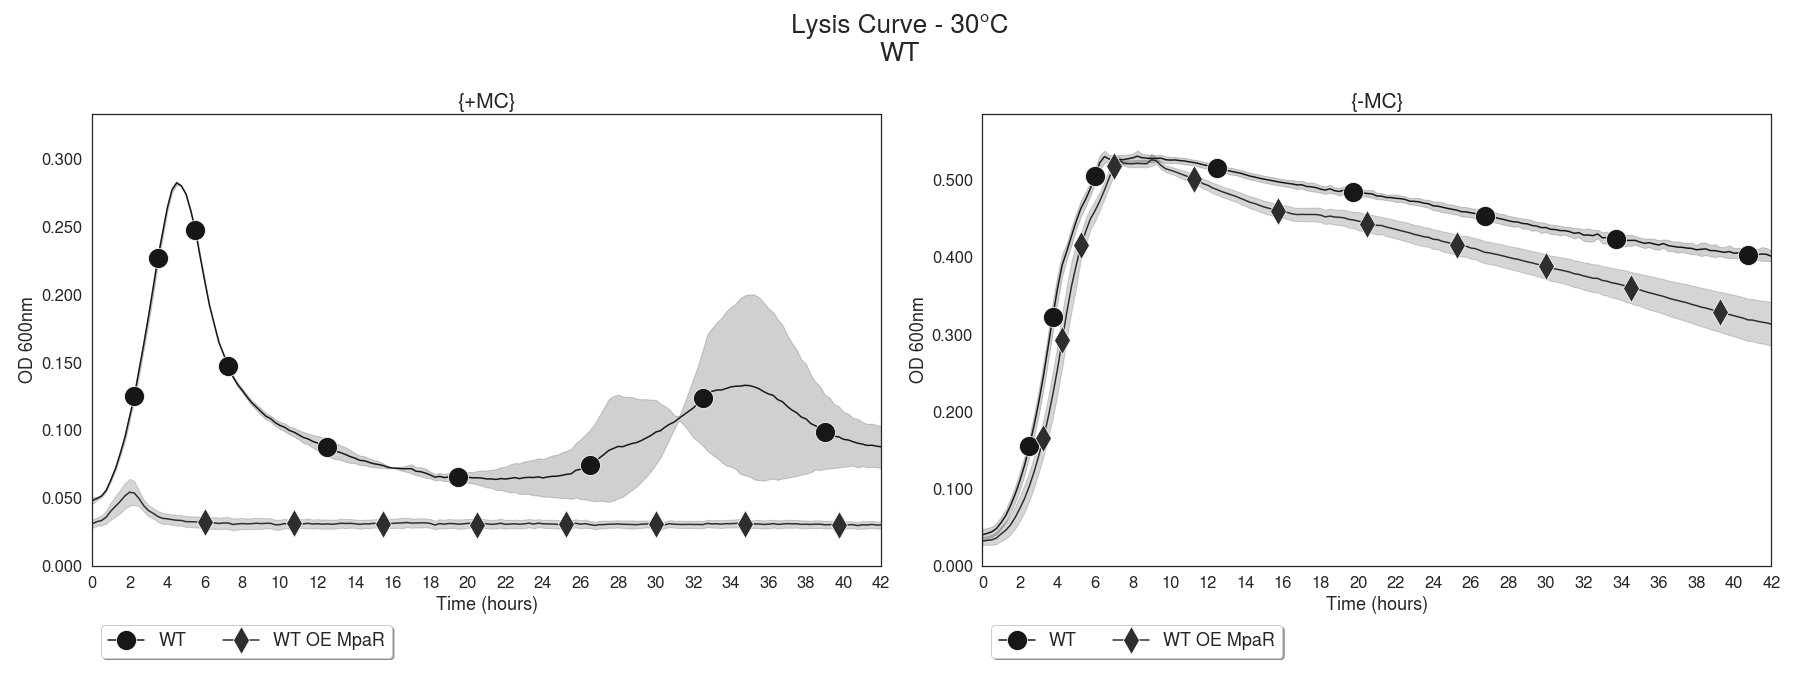 Lysis Curve - 30°C
WT
{+MC}
OD 600nm
0.300
0.250
0.200
0.150
0.100
0.050
0.000
0 2 4 6 8 10 12 14 16 18 20 22 24 26 28 30 32 34 36 38 40 42
Time (hours)
WT WT OE MpaR
{-MC}
OD 600nm
0.500
0.400
0.300
0.200
0.100
0.000
0 2 4 6 8 10 12 14 16 18 20 22 24 26 28 30 32 34 36 38 40 42
Time (hours)
WT WT OE MpaR